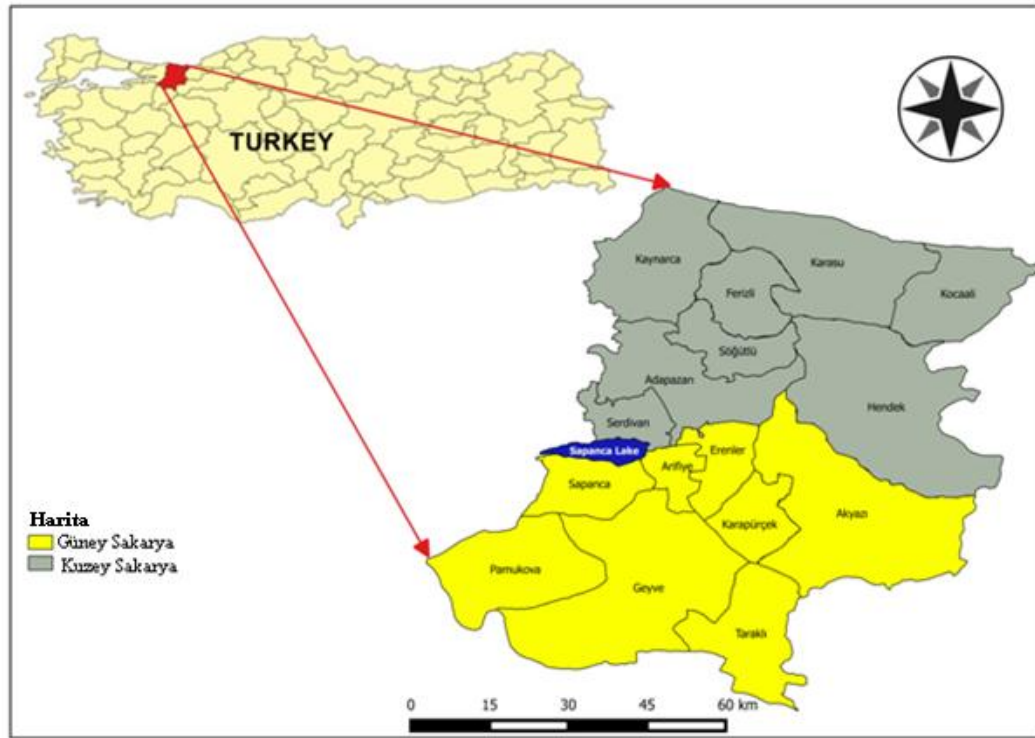 TURKEY
Kaynarca
Karasu
Ferizli
Kocaali
Söğütlü
Adapazarı
Hendek
Serdivan
Sapanca Lake
Erenler
Arifiye
Sapanca
Akyazı
Karapürçek
Pamukova
Geyve
Taraklı
Harita
Güney Sakarya
Kuzey Sakarya
0 15 30 45 60 km